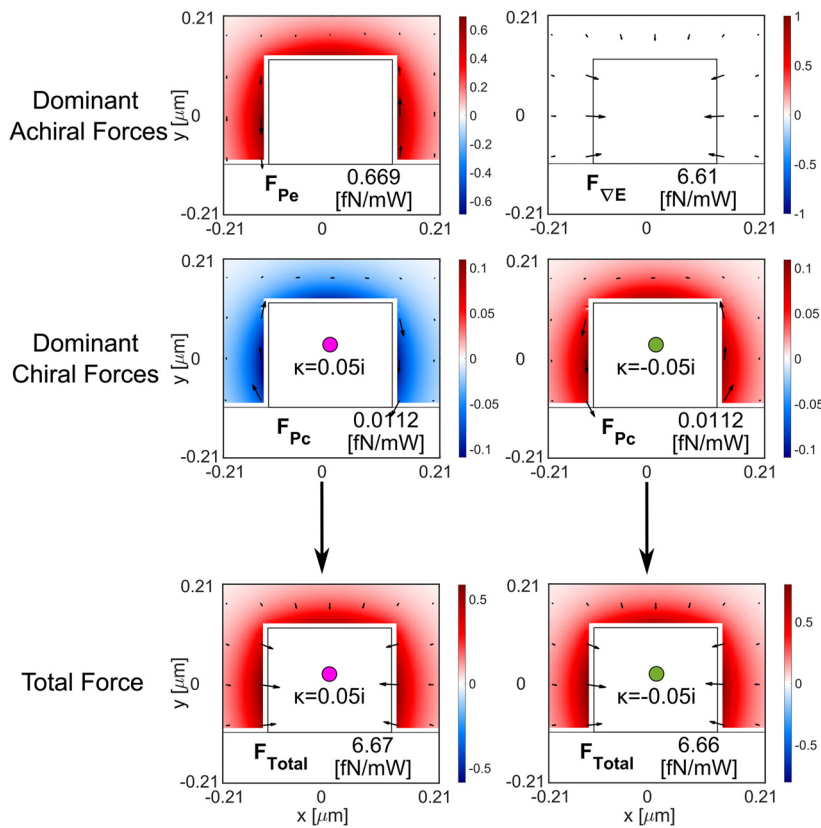 Dominant
Achiral Forces
y [μm]
0.21
0
-0.21
0
0.21
F_Pe
0.669
[fN/mW]
0.6
0.4
0.2
0
-0.2
-0.4
-0.6
0.21
0
-0.21
0
0.21
F_∇E
6.61
[fN/mW]
1
0.5
0
-0.5
-1
Dominant
Chiral Forces
y [μm]
0.21
0
-0.21
-0.21
0
0.21
κ=0.05i
F_Pc
0.0112
[fN/mW]
0.1
0.05
0
-0.05
-0.1
0.21
0
-0.21
-0.21
0
0.21
κ=-0.05i
F_Pc
0.0112
[fN/mW]
0.1
0.05
0
-0.05
-0.1
Total Force
y [μm]
0.21
0
-0.21
-0.21
0
0.21
x [μm]
κ=0.05i
F_Total
6.67
[fN/mW]
0.5
0
-0.5
0.21
0
-0.21
-0.21
0
0.21
x [μm]
κ=-0.05i
F_Total
6.66
[fN/mW]
0.5
0
-0.5